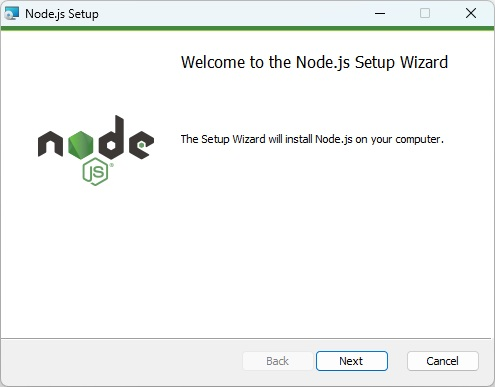 Node.js Setup
Welcome to the Node.js Setup Wizard
The Setup Wizard will install Node.js on your computer.
node
JS®
Back
Next
Cancel